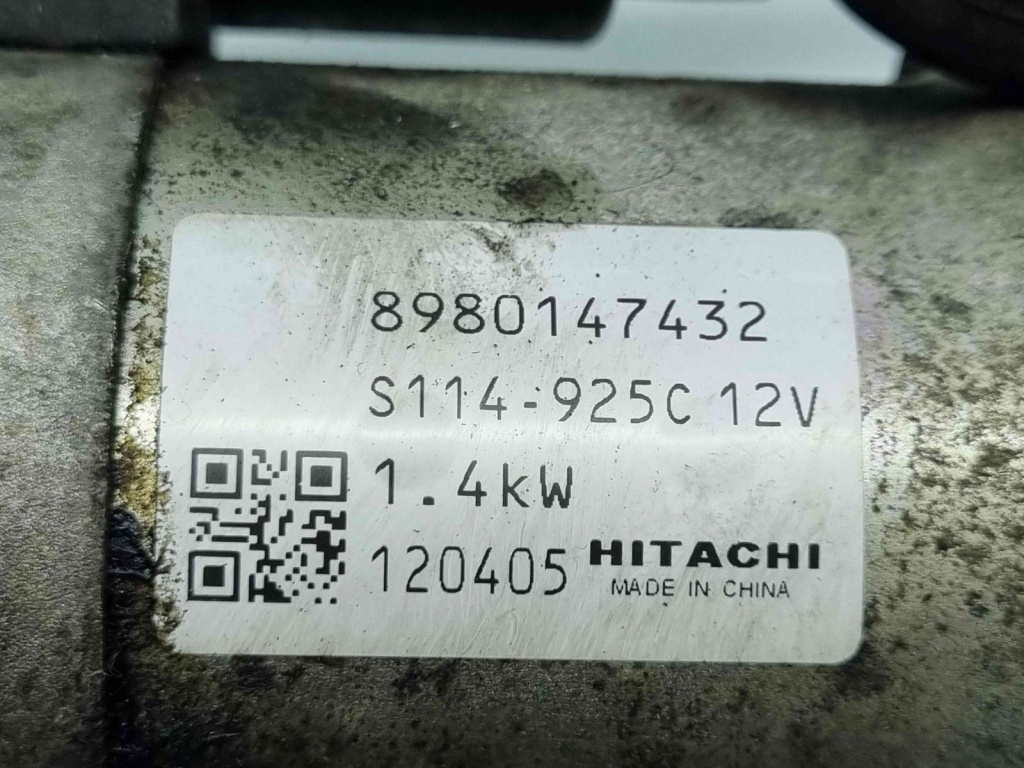 8980147432
S114-925C 12V
1.4kW
120405 HITACHI
MADE IN CHINA